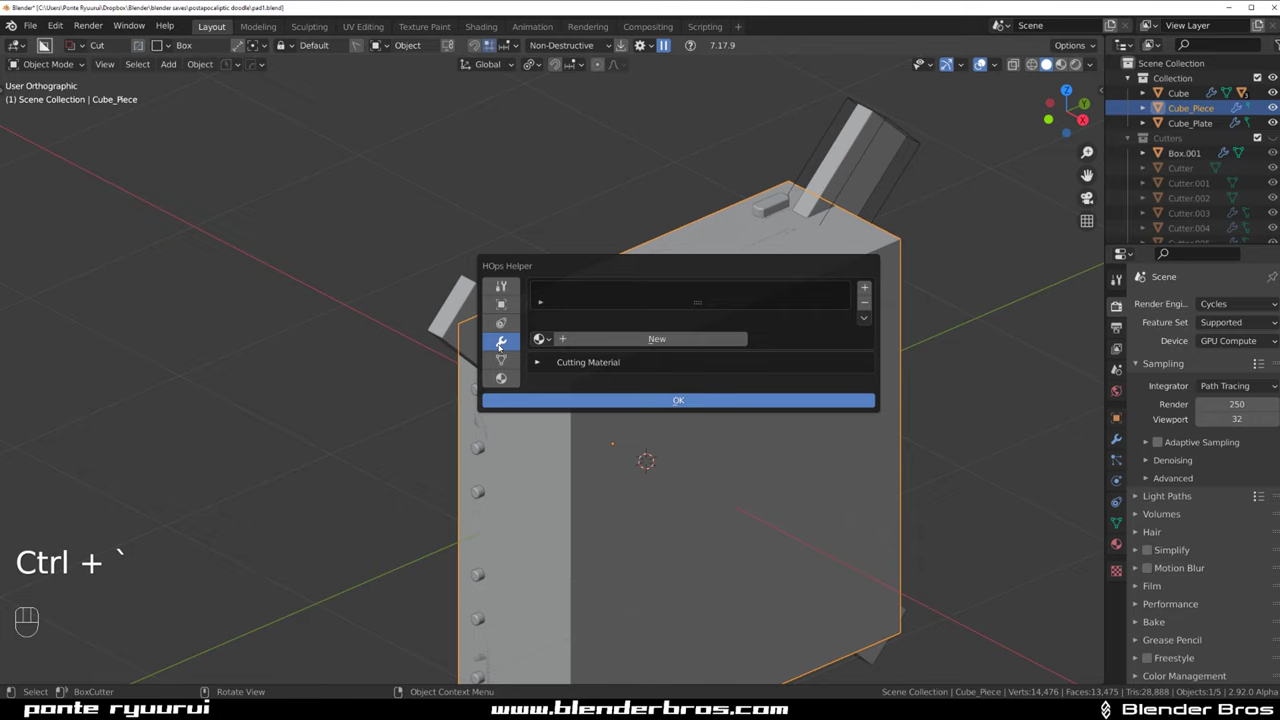 Blender* [C:\Users\Ponte Ryuurui\Dropbox\Blender\blender saves\postapocaliptic doodle\pad1.blend]
File Edit Render Window Help Layout Modeling Sculpting UV Editing Texture Paint Shading Animation Rendering Compositing Scripting Scene View Layer
Cut Box Default Object Non-Destructive 7.17.9 Options
Object Mode View Select Add Object Global
User Orthographic
(1) Scene Collection | Cube_Piece
Z
Y
X
Scene Collection
Collection
Cube
Cube_Piece
Cube_Plate
Cutters
Box.001
Cutter
Cutter.001
Cutter.002
Cutter.003
Cutter.004
HOps Helper
New
Cutting Material
OK
Scene
Render Engi... Cycles
Feature Set Supported
Device GPU Compute
Sampling
Integrator Path Tracing
Render 250
Viewport 32
Adaptive Sampling
Denoising
Advanced
Light Paths
Volumes
Hair
Simplify
Motion Blur
Film
Performance
Bake
Grease Pencil
Freestyle
Color Management
Ctrl + `
Select BoxCutter Rotate View Object Context Menu Scene Collection | Cube_Piece | Verts:14,476 | Faces:13,475 | Tris:28,888 | Objects:1/5 | 2.92.0 Alpha
ponte ryuurui www.blenderbros.com Blender Bros